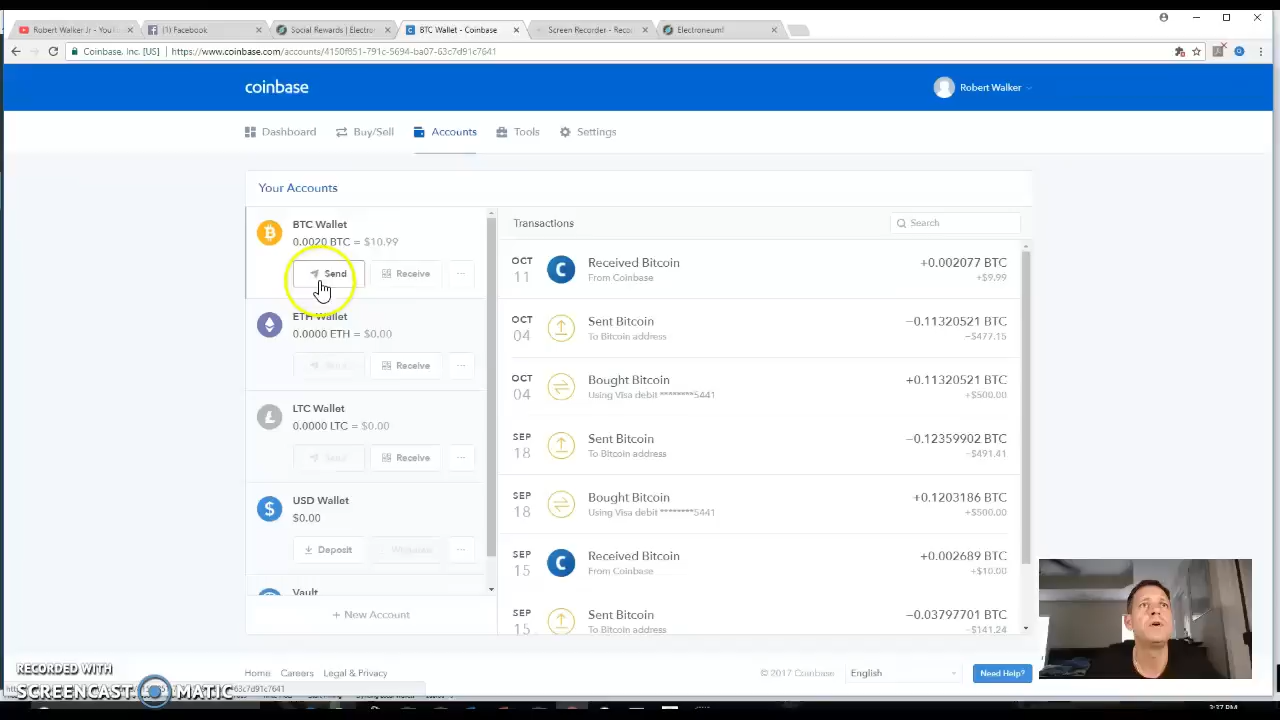 Robert Walker Jr - You
(1) Facebook
Social Rewards | Electro
BTC Wallet - Coinbase
Screen Recorder - Reco
Electroneum!
Coinbase, Inc. [US]
https://www.coinbase.com/accounts/4150f851-791c-5694-ba07-63c7d91c7641
coinbase
Robert Walker
Dashboard
Buy/Sell
Accounts
Tools
Settings
Your Accounts
BTC Wallet
0.0020 BTC = $10.99
Send
Receive
ETH Wallet
0.0000 ETH = $0.00
Send
Receive
LTC Wallet
0.0000 LTC = $0.00
Send
Receive
USD Wallet
$0.00
Deposit
Withdraw
Vault
+ New Account
Transactions
Search
OCT 11
Received Bitcoin
From Coinbase
+0.002077 BTC
+$9.99
OCT 04
Sent Bitcoin
To Bitcoin address
−0.11320521 BTC
−$477.15
OCT 04
Bought Bitcoin
Using Visa debit ********5441
+0.11320521 BTC
+$500.00
SEP 18
Sent Bitcoin
To Bitcoin address
−0.12359902 BTC
−$491.41
SEP 18
Bought Bitcoin
Using Visa debit ********5441
+0.1203186 BTC
+$500.00
SEP 15
Received Bitcoin
From Coinbase
+0.002689 BTC
+$10.00
SEP 15
Sent Bitcoin
To Bitcoin address
−0.03797701 BTC
−$141.24
Home
Careers
Legal & Privacy
© 2017 Coinbase
English
Need Help?
RECORDED WITH
SCREENCAST MATIC
3:37 PM